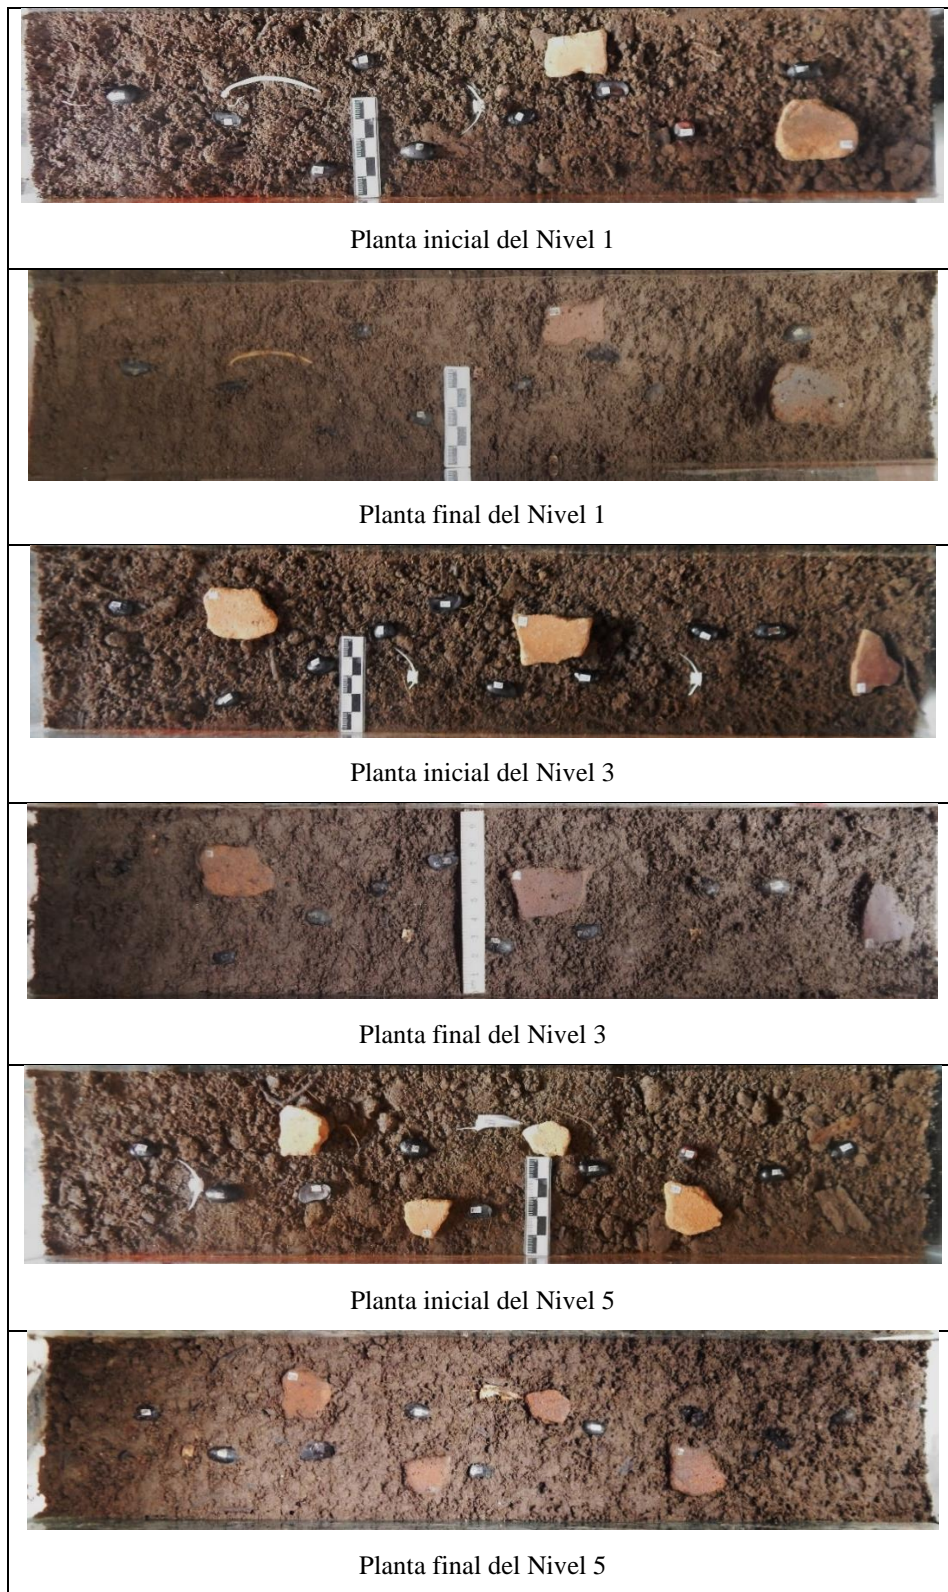 Planta inicial del Nivel 1
Planta final del Nivel 1
Planta inicial del Nivel 3
Planta final del Nivel 3
Planta inicial del Nivel 5
Planta final del Nivel 5